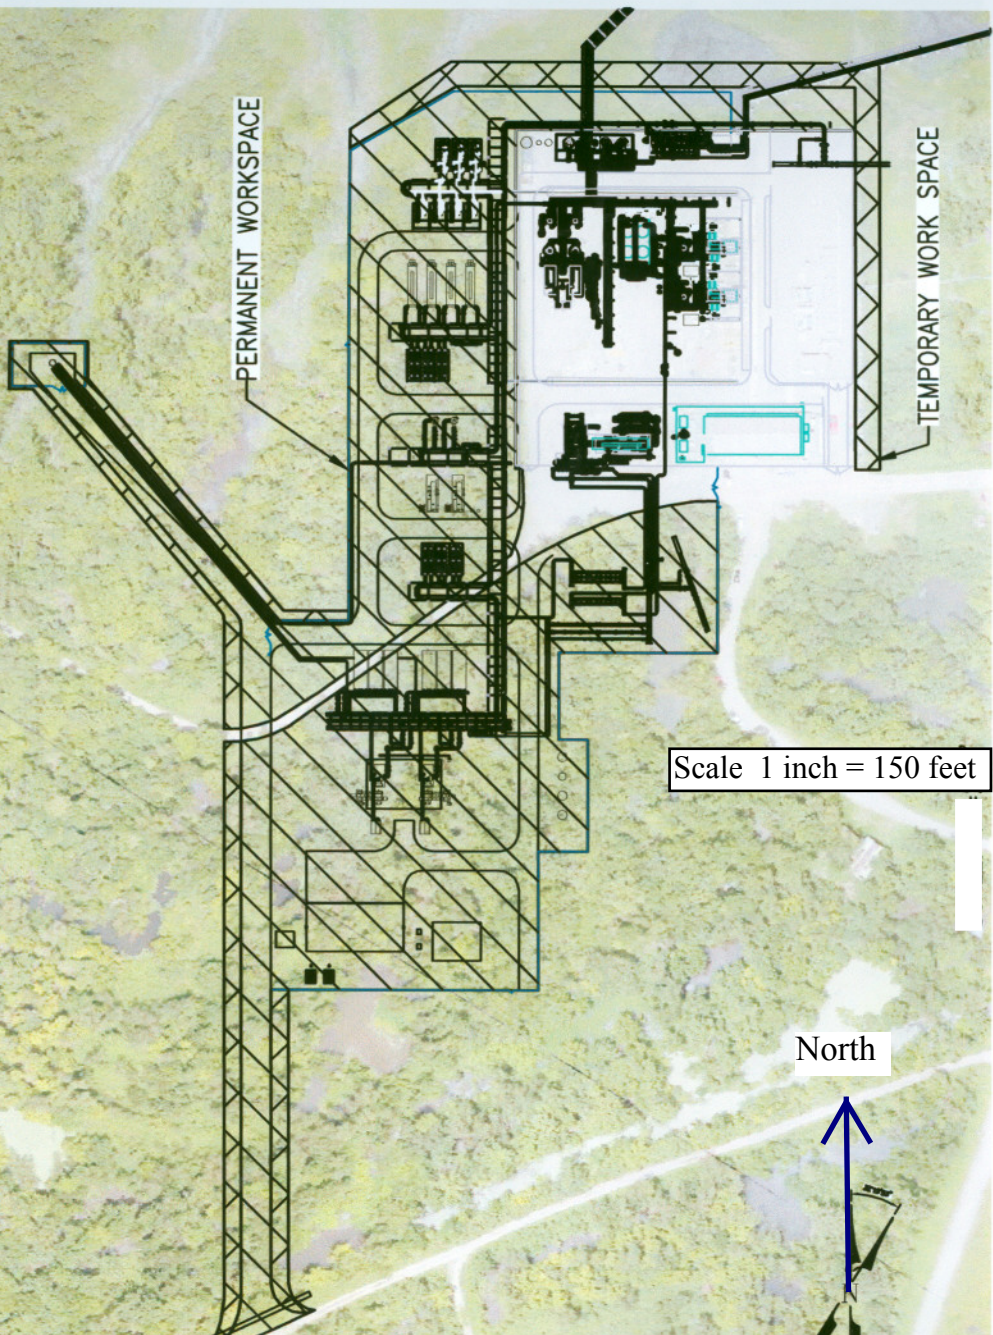 PERMANENT WORKSPACE
TEMPORARY WORK SPACE
Scale 1 inch = 150 feet
North
N